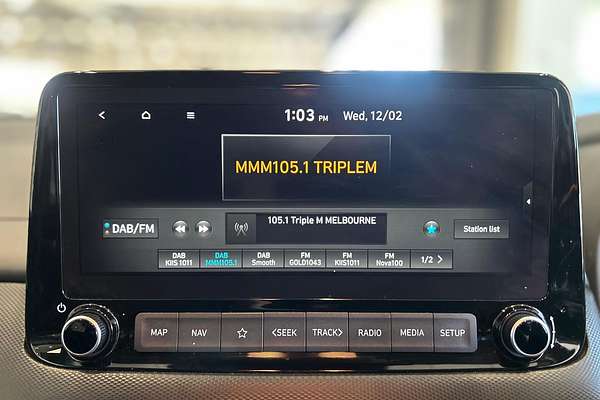 1:03 PM Wed, 12/02
MMM105.1 TRIPLEM
DAB/FM
105.1 Triple M MELBOURNE
Station list
DAB
KIIS 1011
DAB
MMM105.1
DAB
Smooth
FM
GOLD1043
FM
KIIS1011
FM
Nova100
1/2 >
MAP NAV <SEEK TRACK> RADIO MEDIA SETUP